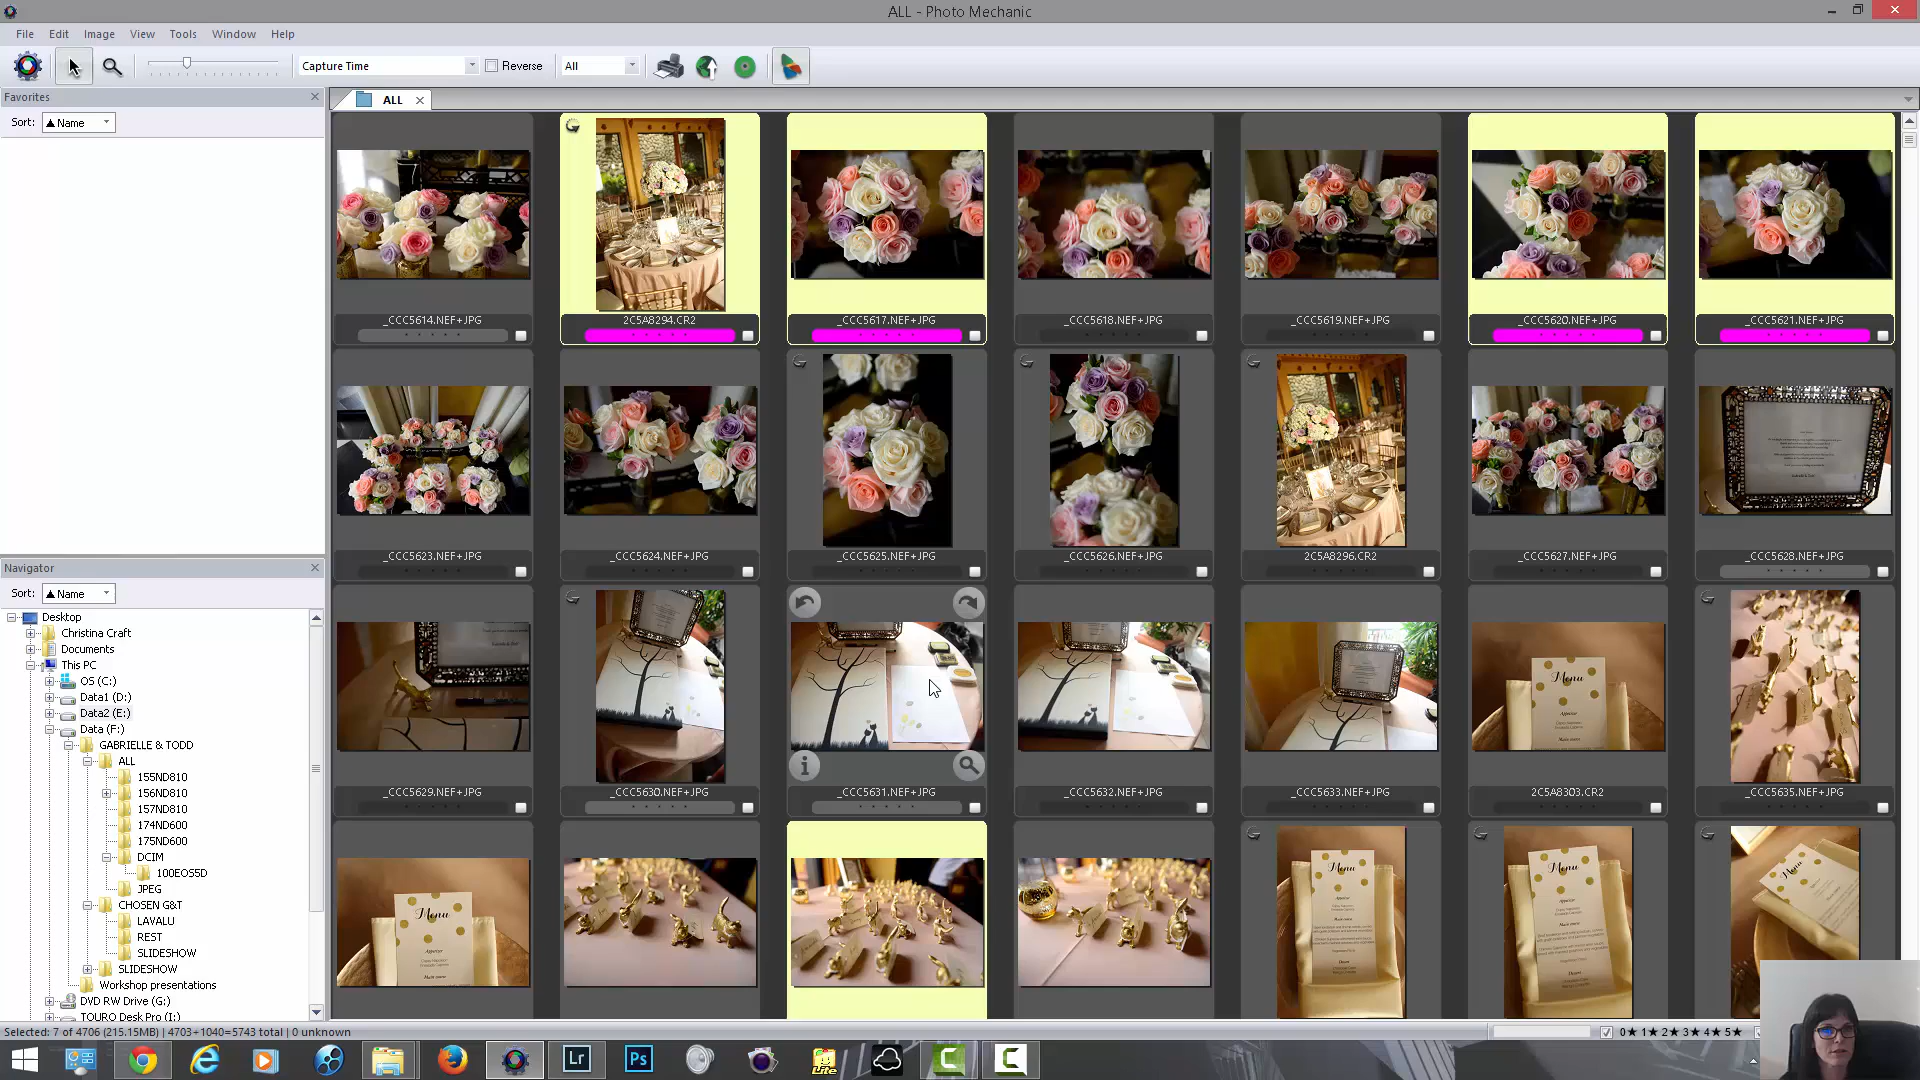 ALL - Photo Mechanic
File Edit Image View Tools Window Help
Capture Time Reverse All
Favorites
ALL
Sort: Name
_CCC5614.NEF+JPG 2C5A8294.CR2 _CCC5617.NEF+JPG _CCC5618.NEF+JPG _CCC5619.NEF+JPG _CCC5620.NEF+JPG _CCC5621.NEF+JPG
_CCC5623.NEF+JPG _CCC5624.NEF+JPG _CCC5625.NEF+JPG _CCC5626.NEF+JPG 2C5A8296.CR2 _CCC5627.NEF+JPG _CCC5628.NEF+JPG
Navigator
Sort: Name
Desktop
Christina Craft
Documents
This PC
OS (C:)
Data1 (D:)
Data2 (E:)
Data (F:)
GABRIELLE & TODD
ALL
155ND810
156ND810
157ND810
174ND600
175ND600
DCIM
100EOS5D
JPEG
CHOSEN G&T
LAVALU
REST
SLIDESHOW
SLIDESHOW
Workshop presentations
DVD RW Drive (G:)
TOURO Desk Pro (I:)
Menu
_CCC5629.NEF+JPG _CCC5630.NEF+JPG _CCC5631.NEF+JPG _CCC5632.NEF+JPG _CCC5633.NEF+JPG 2C5A8303.CR2 _CCC5635.NEF+JPG
Menu
Menu
Menu
Menu
Selected: 7 of 4706 (215.15MB) | 4703+1040=5743 total | 0 unknown
0★ 1★ 2★ 3★ 4★ 5★
Lr Ps Lite